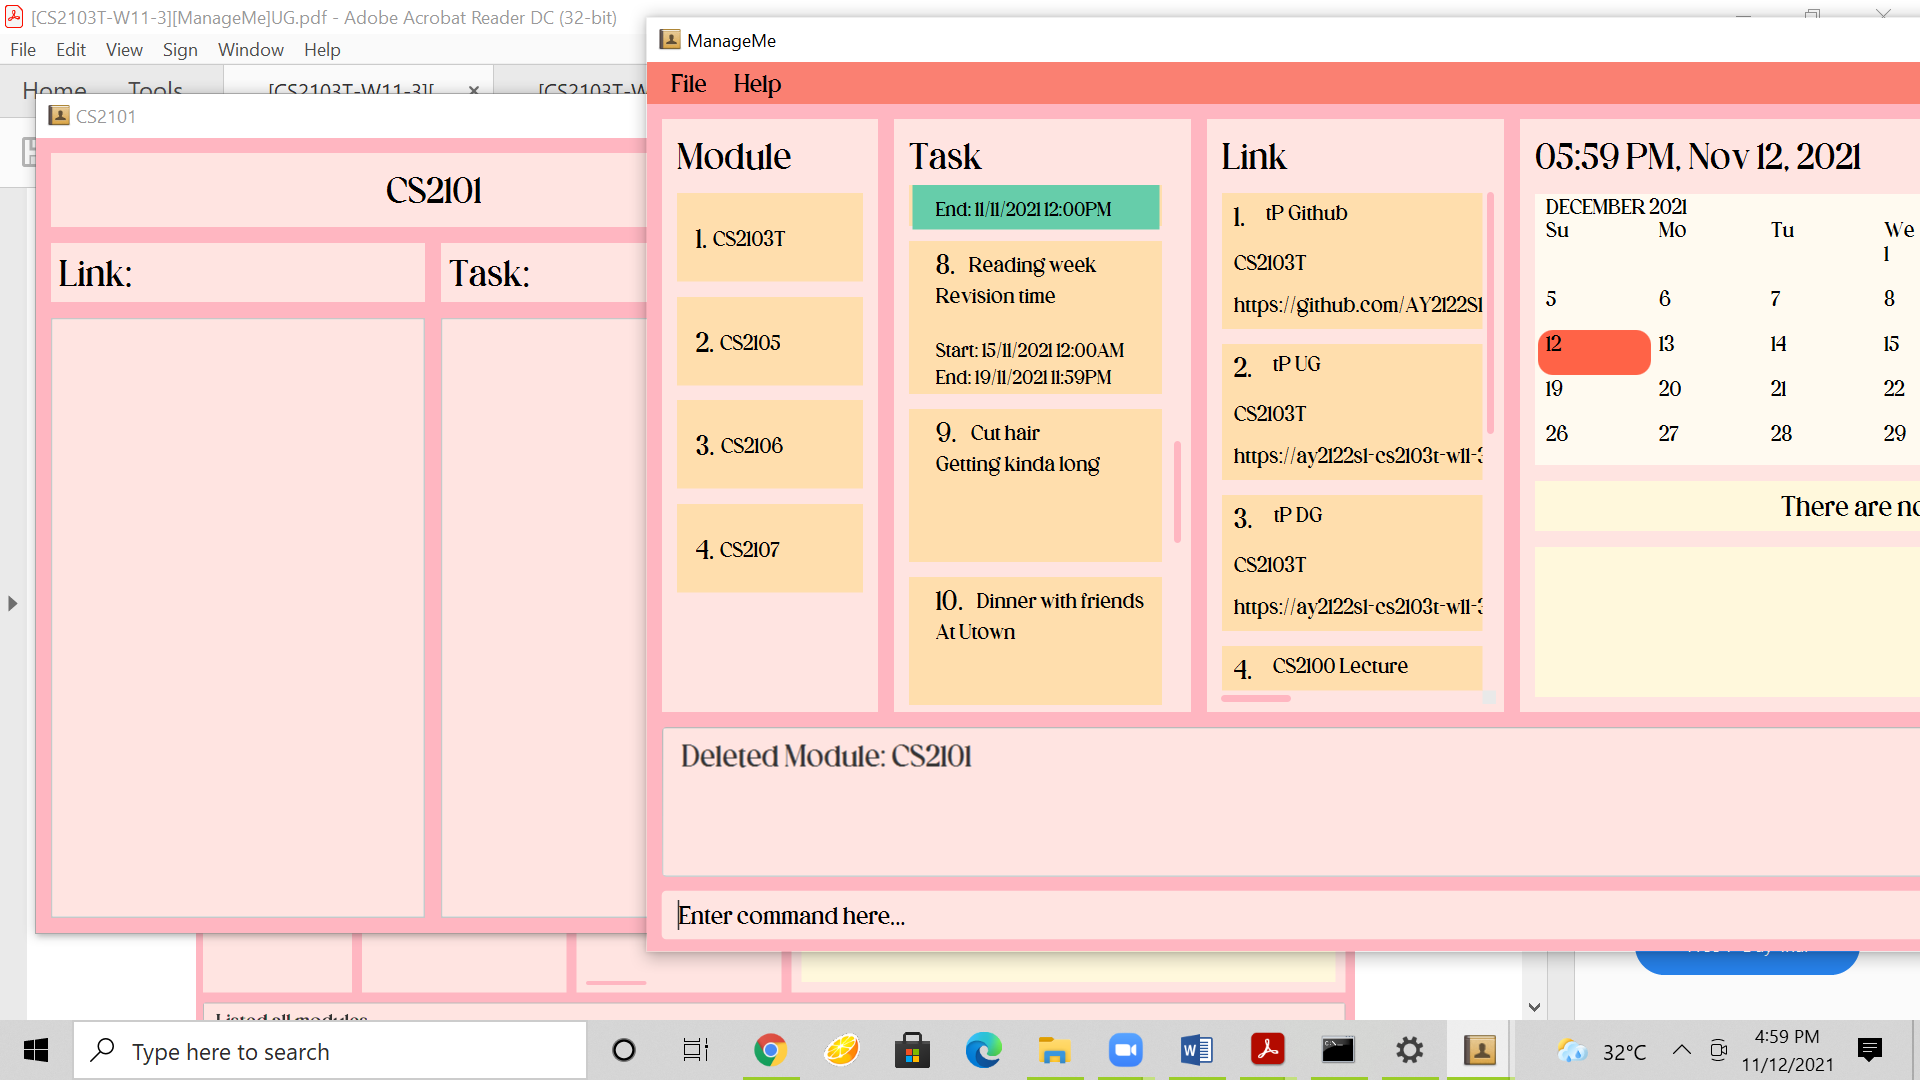 [CS2103T-W11-3][ManageMe]UG.pdf - Adobe Acrobat Reader DC (32-bit)
File Edit View Sign Window Help
Home Tools [CS2103T-W11-3][ × [CS2103T-W
CS2101
CS2101
Link:
Task:
ManageMe
File Help
Module
1. CS2103T
2. CS2105
3. CS2106
4. CS2107
Task
End: 11/11/2021 12:00PM
8. Reading week
Revision time
Start: 15/11/2021 12:00AM
End: 19/11/2021 11:59PM
9. Cut hair
Getting kinda long
10. Dinner with friends
At Utown
Link
1. tP Github
CS2103T
https://github.com/AY2122S1
2. tP UG
CS2103T
https://ay2122s1-cs2103t-w11-3
3. tP DG
CS2103T
https://ay2122s1-cs2103t-w11-3
4. CS2100 Lecture
05:59 PM, Nov 12, 2021
DECEMBER 2021
Su Mo Tu We
1
5 6 7 8
12 13 14 15
19 20 21 22
26 27 28 29
There are no
Deleted Module: CS2101
Enter command here...
Listed all modules
Type here to search
32°C
4:59 PM
11/12/2021